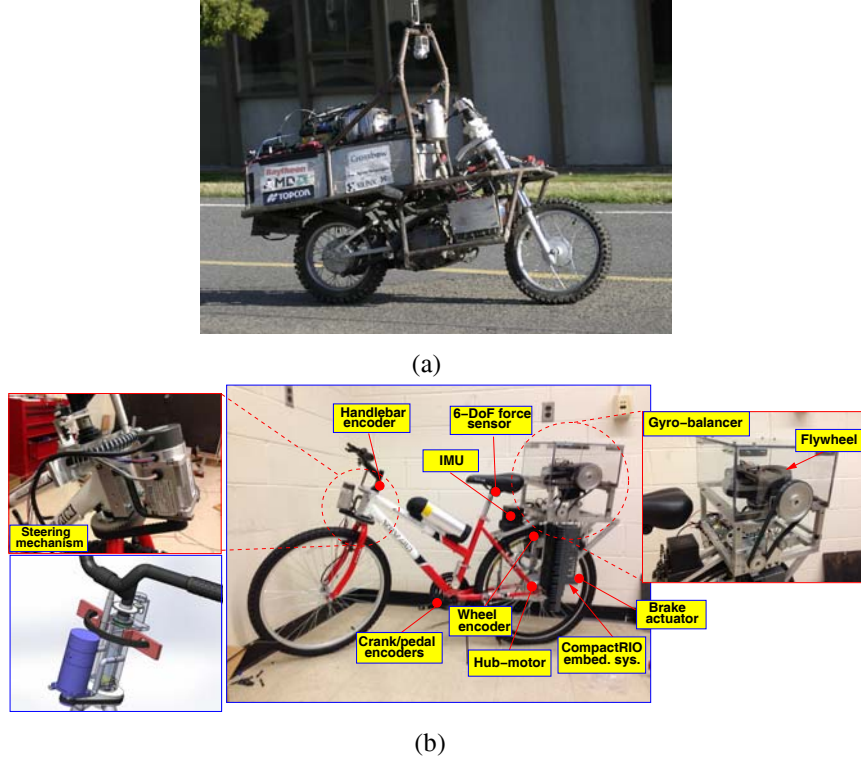 Raytheon
AMD
TOPCON
Crossbow
(a)
Handlebar
encoder
6-DoF force
sensor
IMU
Gyro-balancer
Flywheel
Steering
mechanism
Crank/pedal
encoders
Wheel
encoder
Hub-motor
CompactRIO
embed. sys.
Brake
actuator
(b)